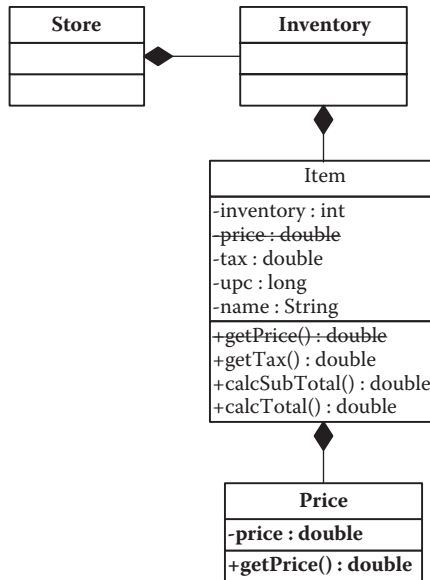 Store
Inventory
Item
-inventory : int
-price : double
-tax : double
-upc : long
-name : String
+getPrice() : double
+getTax() : double
+calcSubTotal() : double
+calcTotal() : double
Price
-price : double
+getPrice() : double